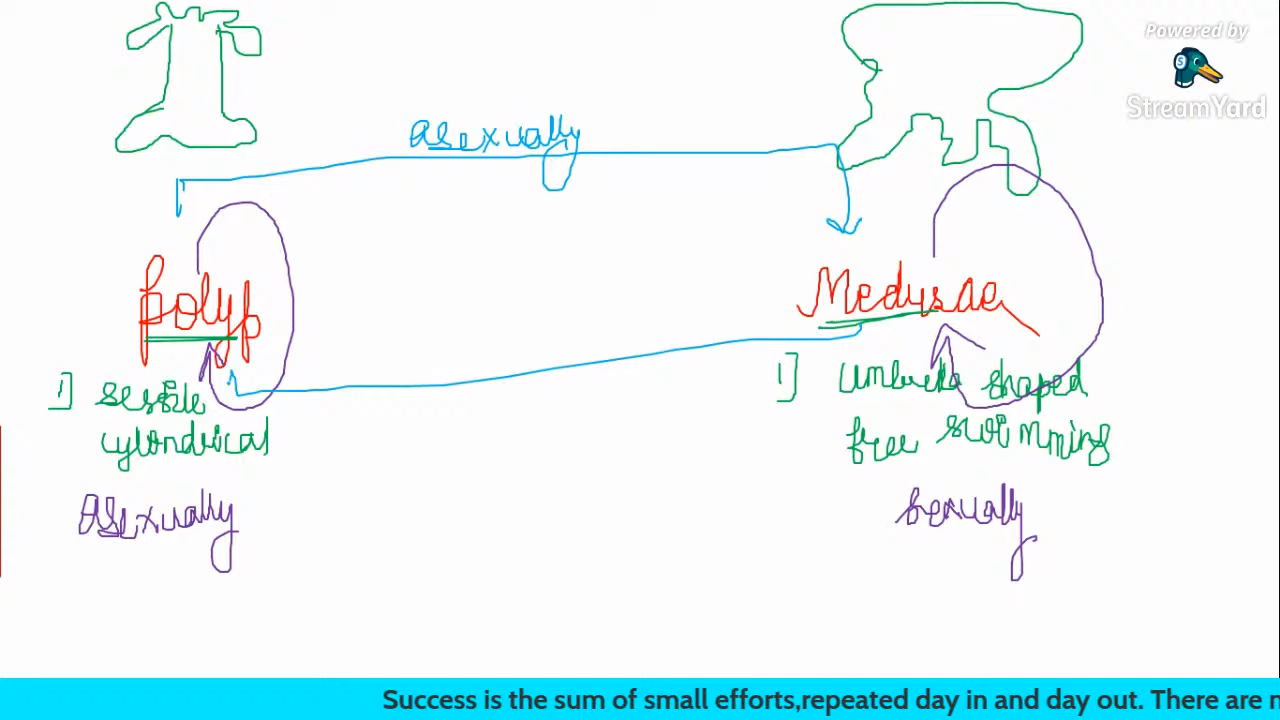 Powered by
StreamYard
asexually
polyp
Medusae
1] sessile
cylindrical
1] umbrella shaped
free swimming
Asexually
Sexually
Success is the sum of small efforts,repeated day in and day out. There are